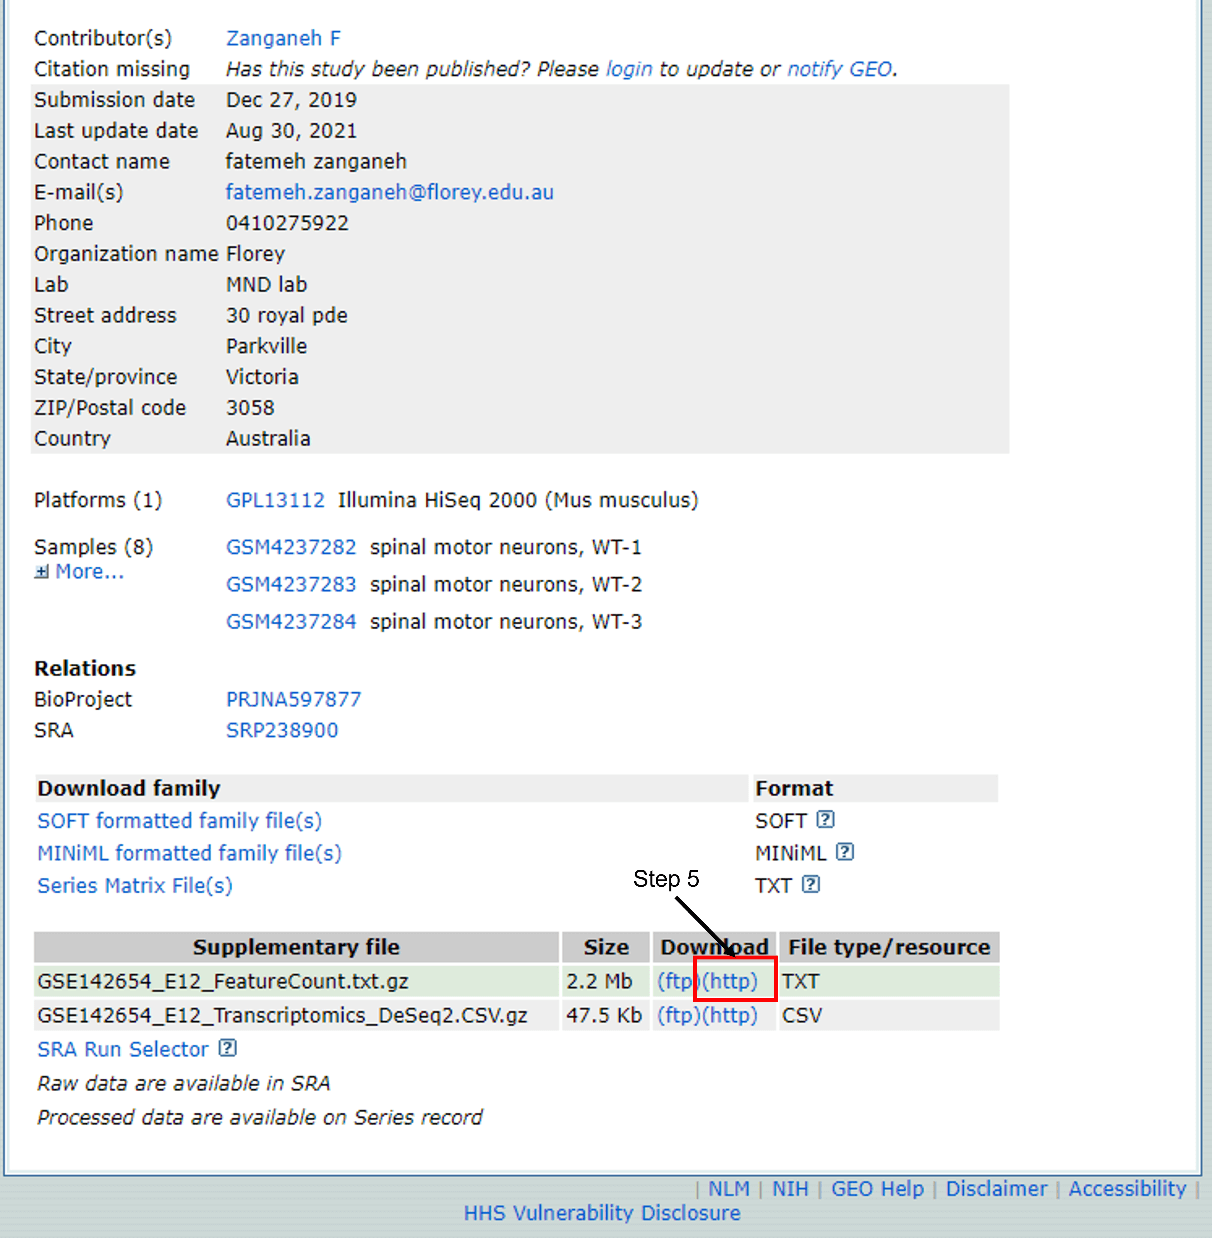 Contributor(s) Zanganeh F
Citation missing Has this study been published? Please login to update or notify GEO.
Submission date Dec 27, 2019
Last update date Aug 30, 2021
Contact name fatemeh zanganeh
E-mail(s) fatemeh.zanganeh@florey.edu.au
Phone 0410275922
Organization name Florey
Lab MND lab
Street address 30 royal pde
City Parkville
State/province Victoria
ZIP/Postal code 3058
Country Australia
Platforms (1) GPL13112 Illumina HiSeq 2000 (Mus musculus)
Samples (8) GSM4237282 spinal motor neurons, WT-1
More...
GSM4237283 spinal motor neurons, WT-2
GSM4237284 spinal motor neurons, WT-3
Relations
BioProject PRJNA597877
SRA SRP238900
Download family Format
SOFT formatted family file(s) SOFT ?
MINiML formatted family file(s) MINiML ?
Step 5
Series Matrix File(s) TXT ?
Supplementary file Size Download File type/resource
GSE142654_E12_FeatureCount.txt.gz 2.2 Mb (ftp)(http) TXT
GSE142654_E12_Transcriptomics_DeSeq2.CSV.gz 47.5 Kb (ftp)(http) CSV
SRA Run Selector ?
Raw data are available in SRA
Processed data are available on Series record
| NLM | NIH | GEO Help | Disclaimer | Accessibility |
HHS Vulnerability Disclosure